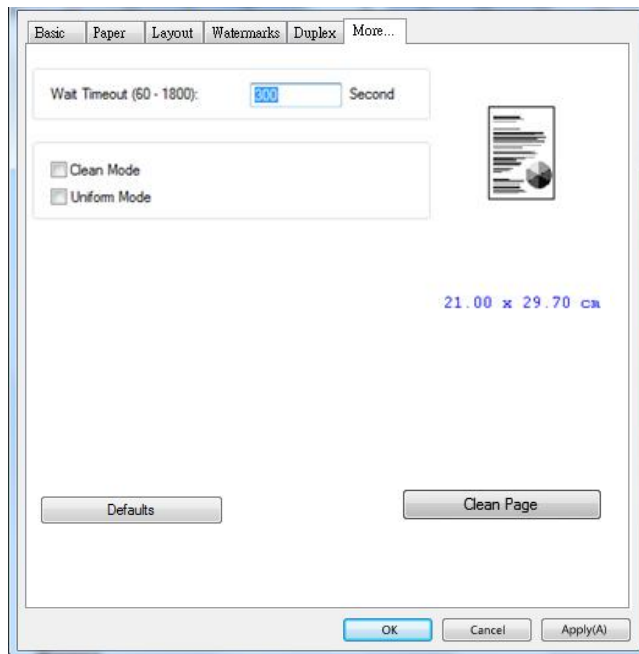 Basic Paper Layout Watermarks Duplex More...
Wait Timeout (60 - 1800): 300 Second
Clean Mode
Uniform Mode
21.00 x 29.70 cm
Defaults Clean Page
OK Cancel Apply(A)